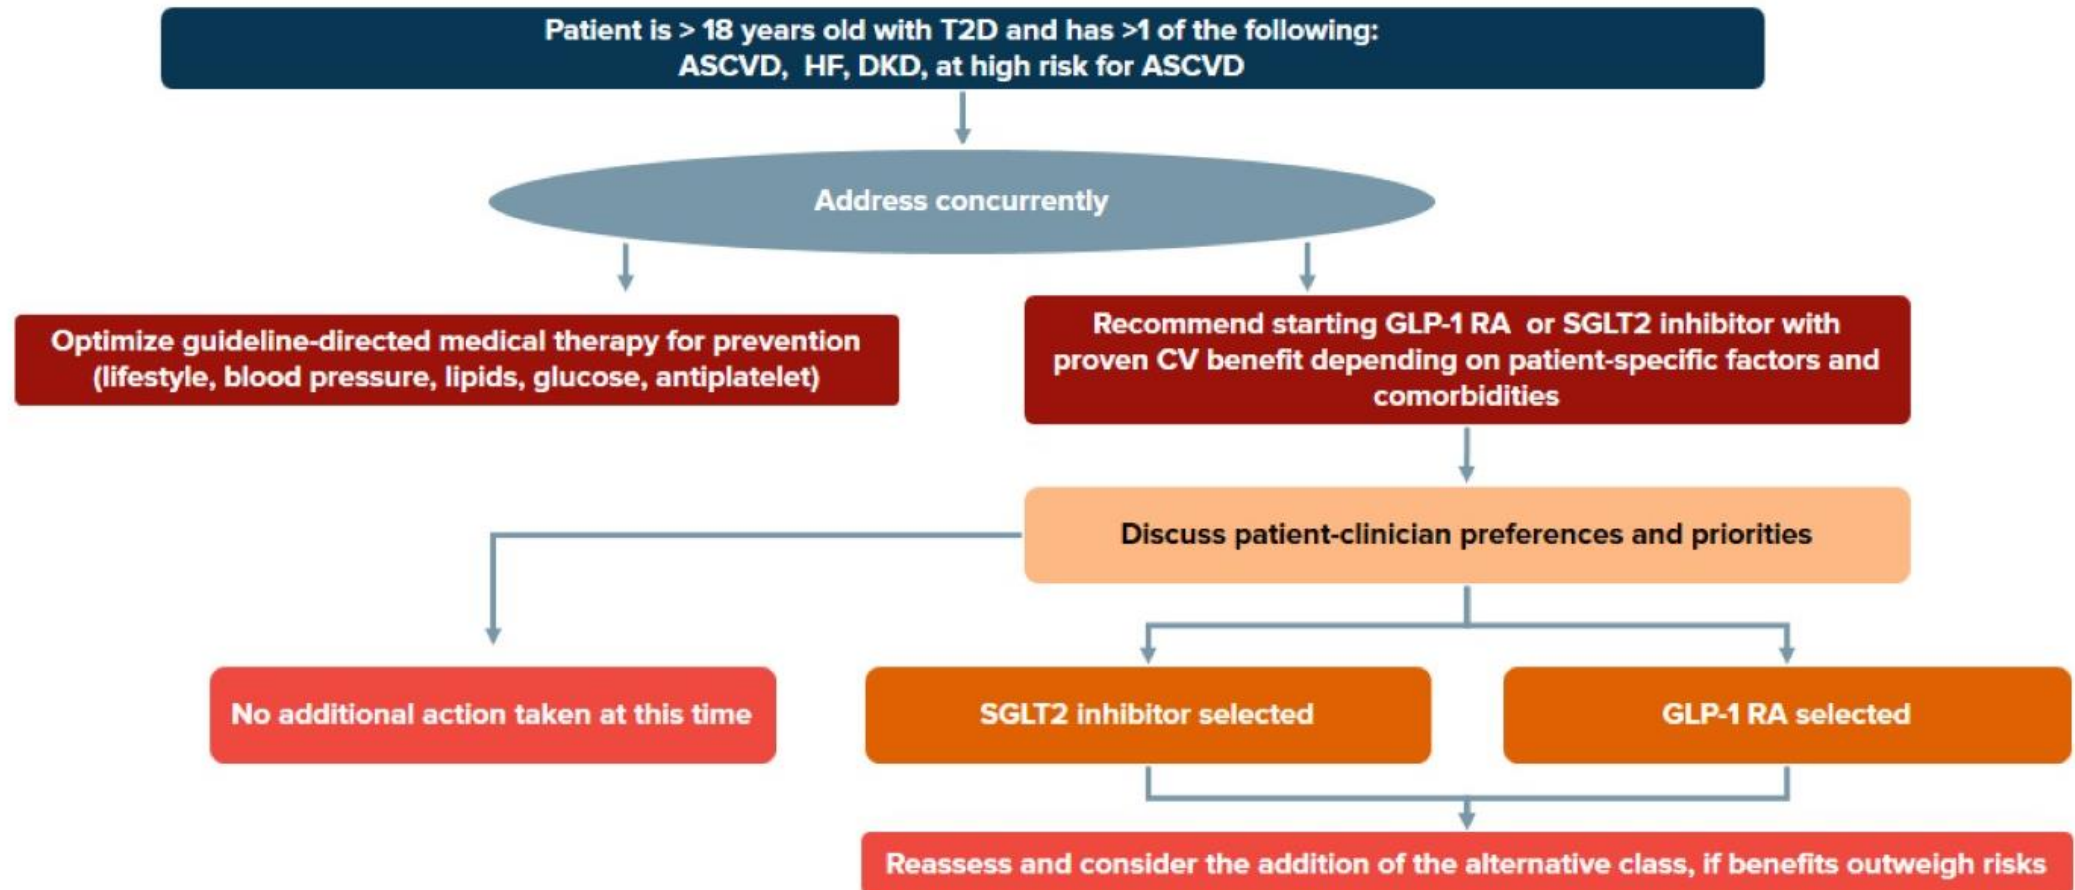 Patient is > 18 years old with T2D and has >1 of the following:
ASCVD, HF, DKD, at high risk for ASCVD
Address concurrently
Optimize guideline-directed medical therapy for prevention
(lifestyle, blood pressure, lipids, glucose, antiplatelet)
Recommend starting GLP-1 RA or SGLT2 inhibitor with
proven CV benefit depending on patient-specific factors and
comorbidities
Discuss patient-clinician preferences and priorities
No additional action taken at this time
SGLT2 inhibitor selected
GLP-1 RA selected
Reassess and consider the addition of the alternative class, if benefits outweigh risks